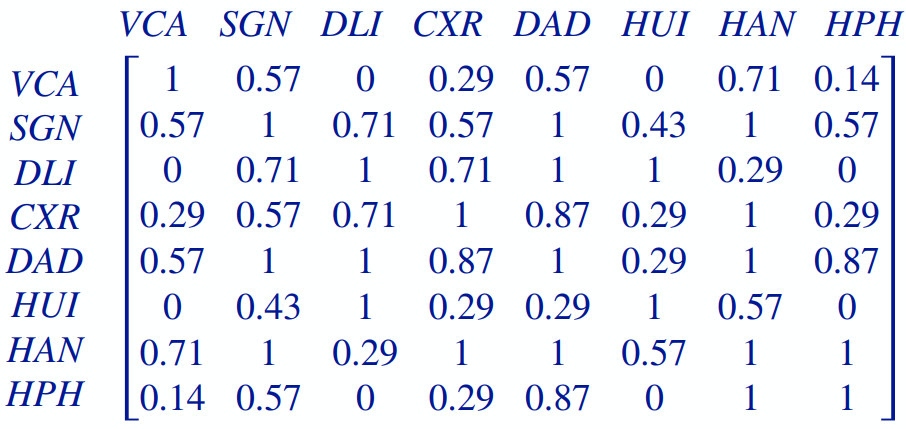 VCA SGN DLI CXR DAD HUI HAN HPH
VCA 1 0.57 0 0.29 0.57 0 0.71 0.14
SGN 0.57 1 0.71 0.57 1 0.43 1 0.57
DLI 0 0.71 1 0.71 1 1 0.29 0
CXR 0.29 0.57 0.71 1 0.87 0.29 1 0.29
DAD 0.57 1 1 0.87 1 0.29 1 0.87
HUI 0 0.43 1 0.29 0.29 1 0.57 0
HAN 0.71 1 0.29 1 1 0.57 1 1
HPH 0.14 0.57 0 0.29 0.87 0 1 1